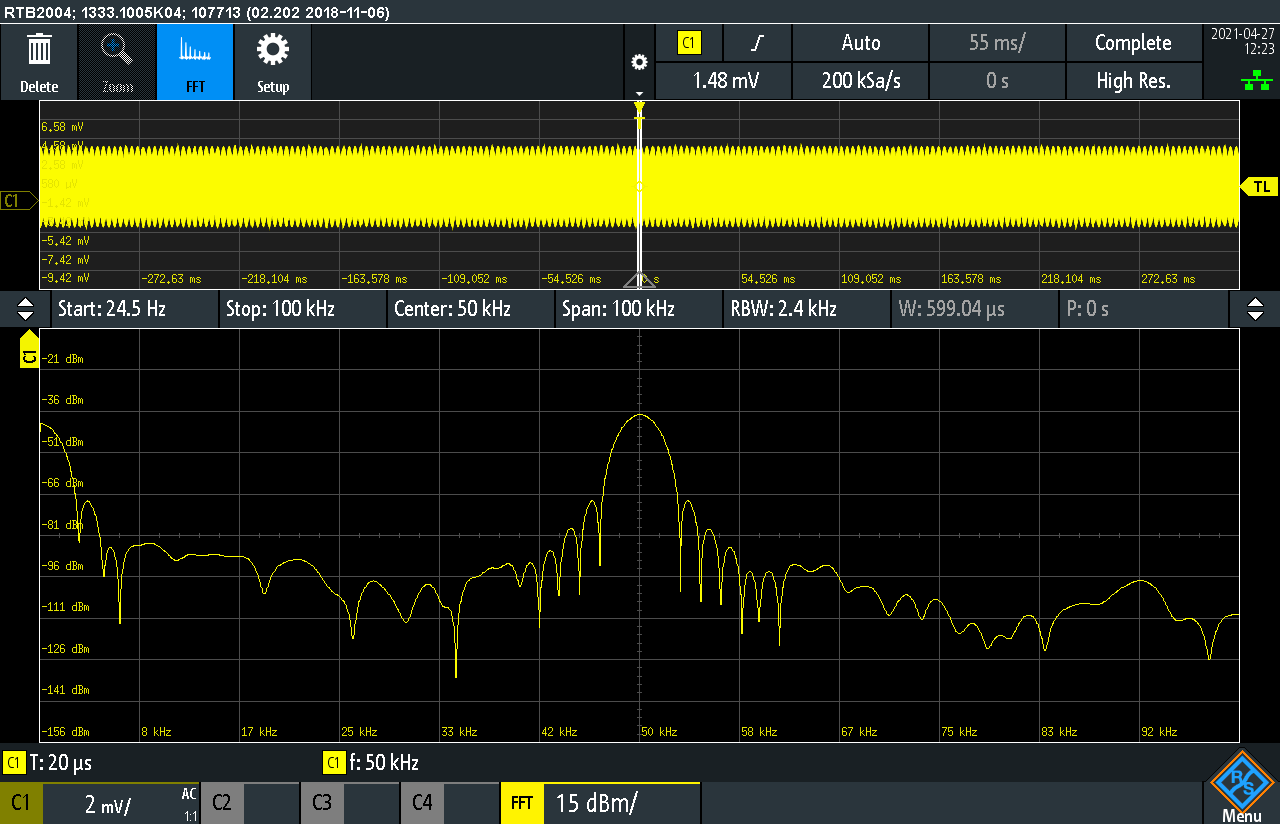 RTB2004; 1333.1005K04; 107713 (02.202 2018-11-06)
Delete
Zoom
FFT
Setup
C1
Auto
55 ms/
Complete
2021-04-27
12:23
1.48 mV
200 kSa/s
0 s
High Res.
6.58 mV
4.58 mV
2.58 mV
580 µV
-1.42 mV
-5.42 mV
-7.42 mV
-9.42 mV
C1
T
TL
-272.63 ms
-218.104 ms
-163.578 ms
-109.052 ms
-54.526 ms
54.526 ms
109.052 ms
163.578 ms
218.104 ms
272.63 ms
Start: 24.5 Hz
Stop: 100 kHz
Center: 50 kHz
Span: 100 kHz
RBW: 2.4 kHz
W: 599.04 µs
P: 0 s
C1
-21 dBm
-36 dBm
-51 dBm
-66 dBm
-81 dBm
-96 dBm
-111 dBm
-126 dBm
-141 dBm
-156 dBm
8 kHz
17 kHz
25 kHz
33 kHz
42 kHz
50 kHz
58 kHz
67 kHz
75 kHz
83 kHz
92 kHz
C1 T: 20 µs
C1 f: 50 kHz
C1
2 mV/
AC
1:1
C2
C3
C4
FFT
15 dBm/
R S
Menu